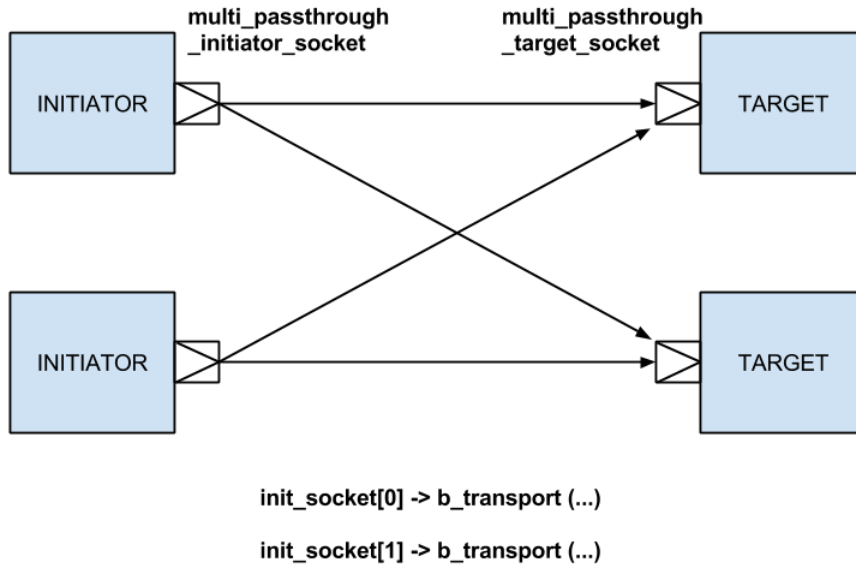 multi_passthrough
_initiator_socket
multi_passthrough
_target_socket
INITIATOR
TARGET
INITIATOR
TARGET
init_socket[0] -> b_transport (...)
init_socket[1] -> b_transport (...)